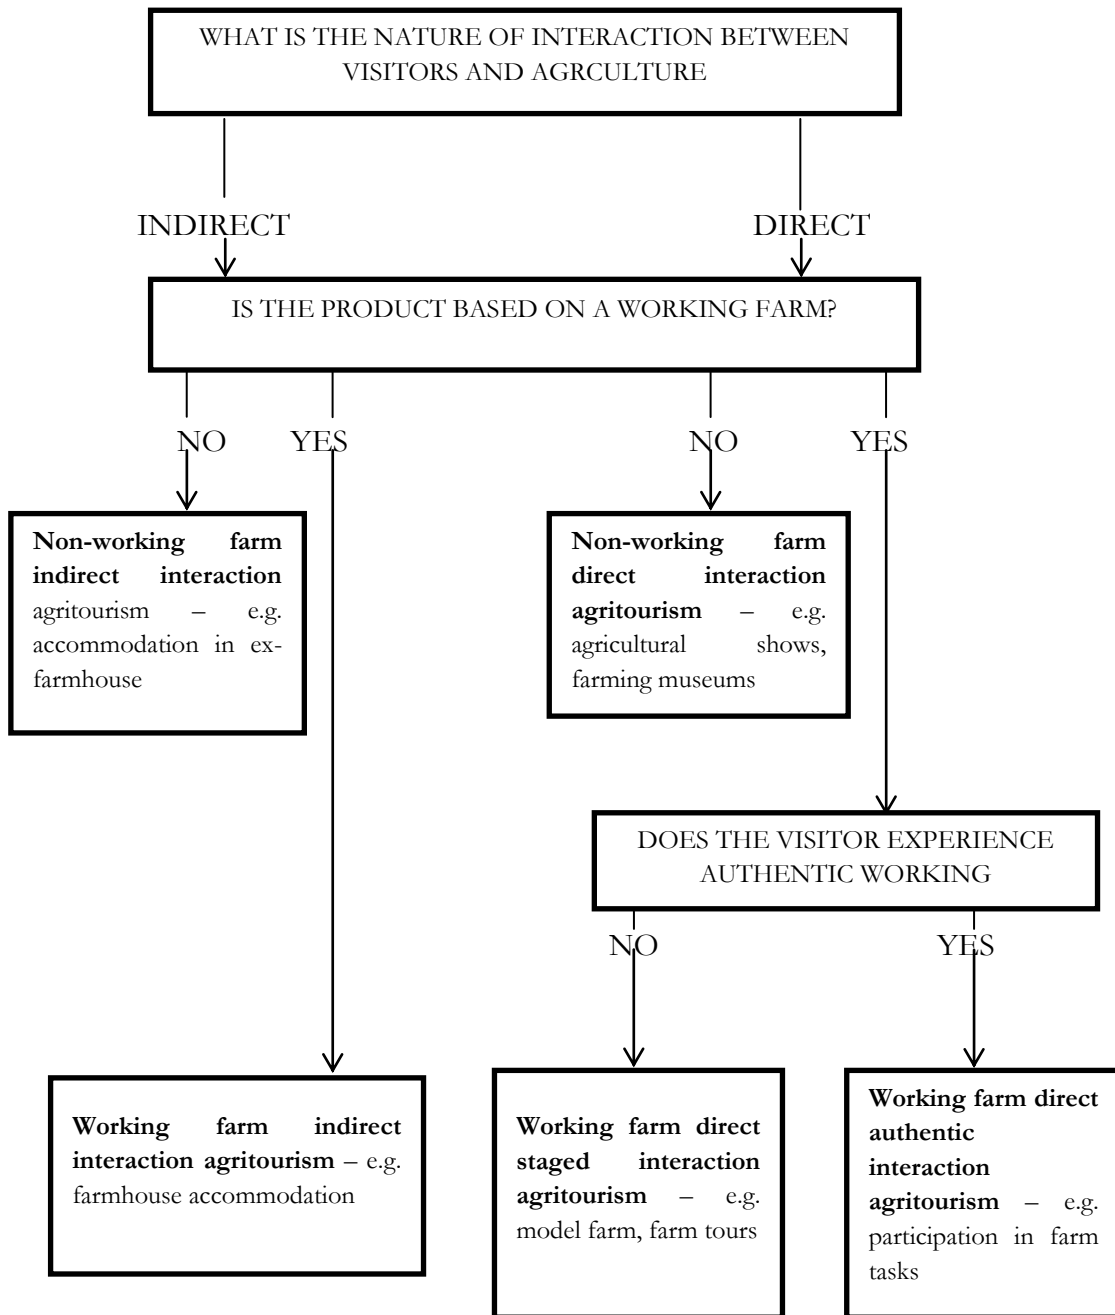 WHAT IS THE NATURE OF INTERACTION BETWEEN
VISITORS AND AGRCULTURE
INDIRECT
DIRECT
IS THE PRODUCT BASED ON A WORKING FARM?
NO
YES
NO
YES
Non-working farm
indirect interaction
agritourism – e.g.
accommodation in ex-
farmhouse
Non-working farm
direct interaction
agritourism – e.g.
agricultural shows,
farming museums
DOES THE VISITOR EXPERIENCE
AUTHENTIC WORKING
NO
YES
Working farm indirect
interaction agritourism – e.g.
farmhouse accommodation
Working farm direct
staged interaction
agritourism – e.g.
model farm, farm tours
Working farm direct
authentic
interaction
agritourism – e.g.
participation in farm
tasks